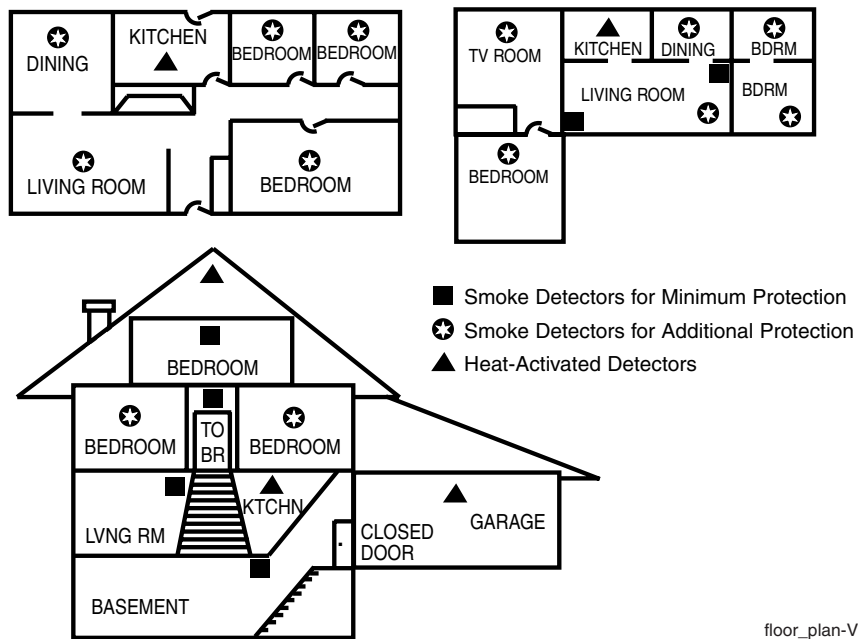 KITCHEN
DINING
BEDROOM
BEDROOM
LIVING ROOM
BEDROOM
TV ROOM
KITCHEN
DINING
BDRM
LIVING ROOM
BDRM
BEDROOM
Smoke Detectors for Minimum Protection
Smoke Detectors for Additional Protection
Heat-Activated Detectors
BEDROOM
BEDROOM
TO
BR
BEDROOM
LVNG RM
KTCHN
CLOSED
DOOR
GARAGE
BASEMENT
floor_plan-V